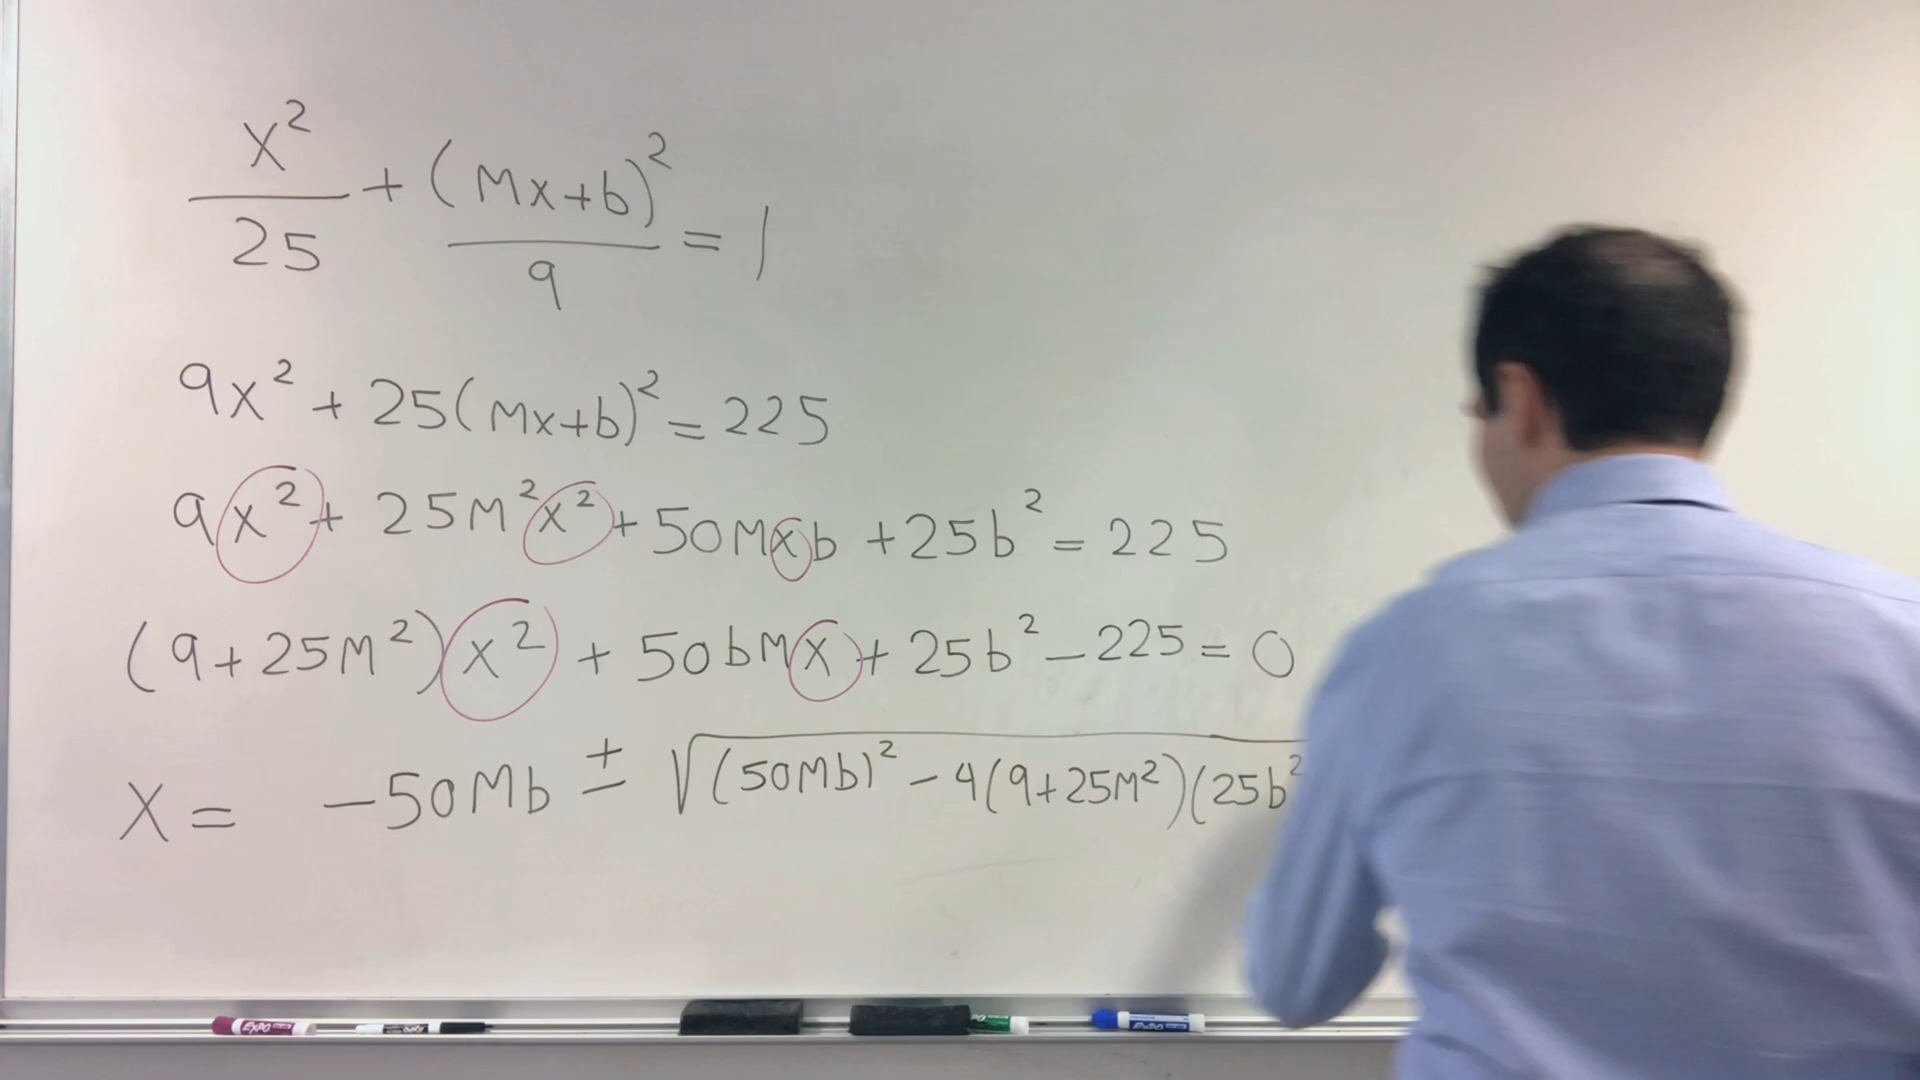 x²/25 + (Mx+b)²/9 = 1
9x² + 25(Mx+b)² = 225
9x² + 25M²x² + 50Mxb + 25b² = 225
(9+25M²)x² + 50bMx + 25b² - 225 = 0
X = -50Mb ± √(50Mb)² - 4(9+25M²)(25b²
EXPO
EXPO